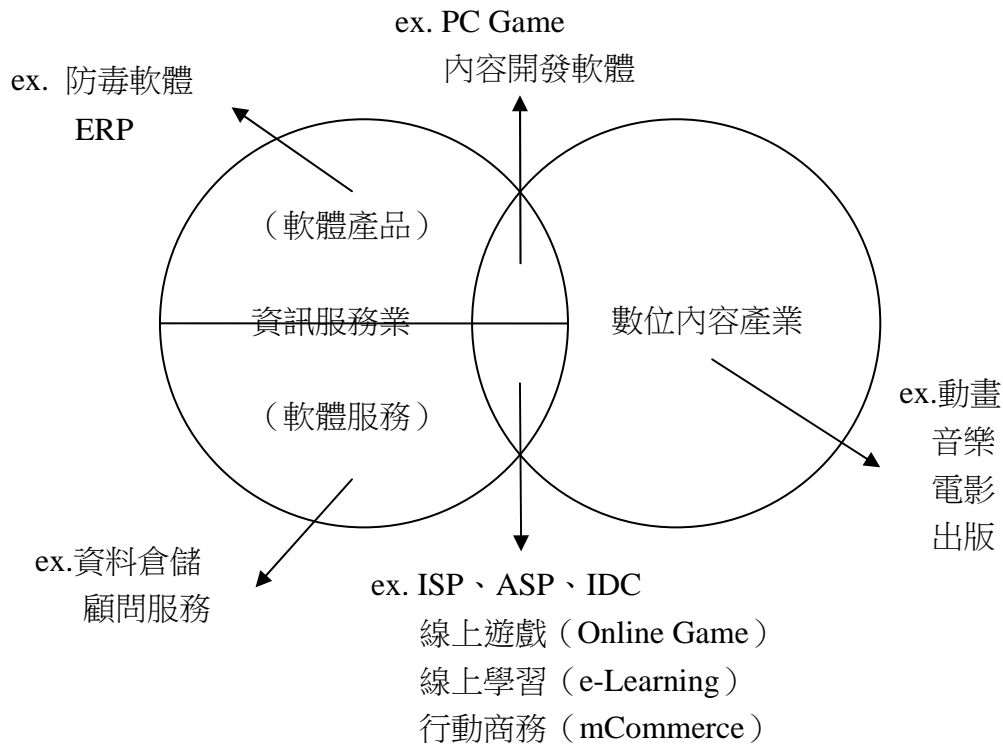 ex. PC Game
內容開發軟體
ex. 防毒軟體
ERP
（軟體產品）
資訊服務業
數位內容產業
（軟體服務）
ex.動畫
音樂
電影
出版
ex.資料倉儲
顧問服務
ex. ISP、ASP、IDC
線上遊戲（Online Game）
線上學習（e-Learning）
行動商務（mCommerce）